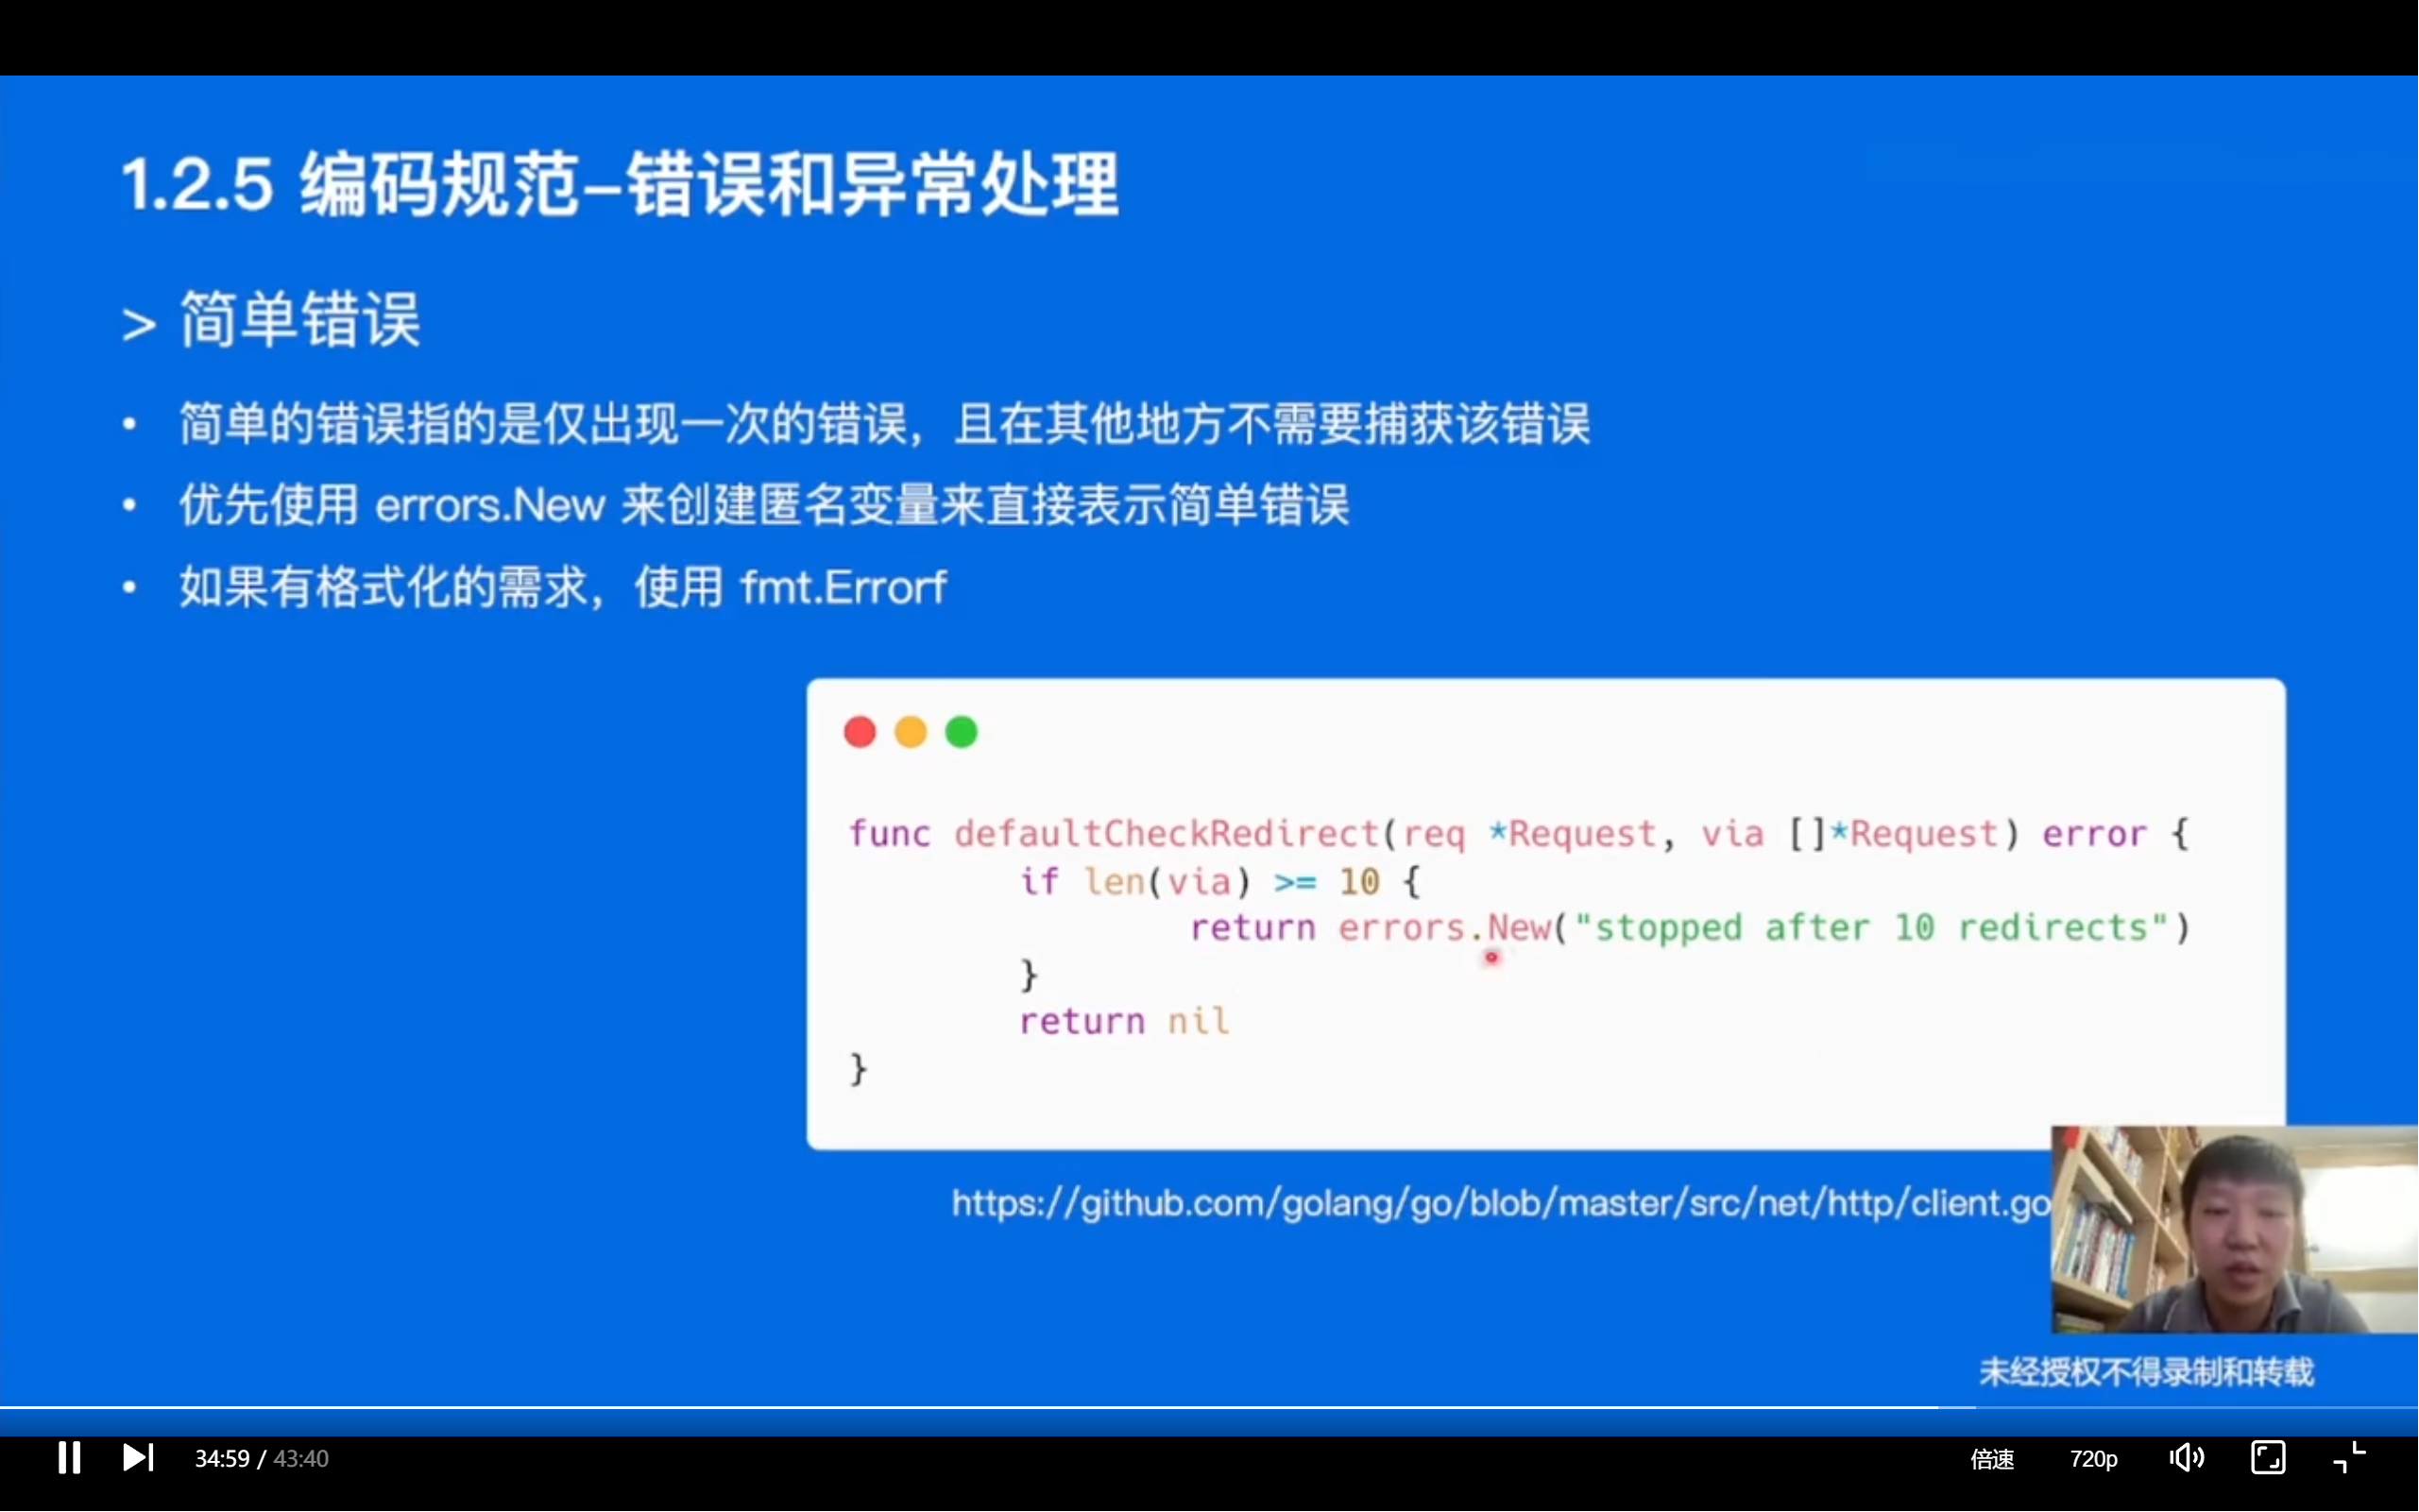 1.2.5 编码规范–错误和异常处理
> 简单错误
• 简单的错误指的是仅出现一次的错误，且在其他地方不需要捕获该错误
• 优先使用 errors.New 来创建匿名变量来直接表示简单错误
• 如果有格式化的需求，使用 fmt.Errorf
func defaultCheckRedirect(req *Request, via []*Request) error {
        if len(via) >= 10 {
                return errors.New("stopped after 10 redirects")
        }
        return nil
}
https://github.com/golang/go/blob/master/src/net/http/client.go
未经授权不得录制和转载
34:59 / 43:40
倍速 720p